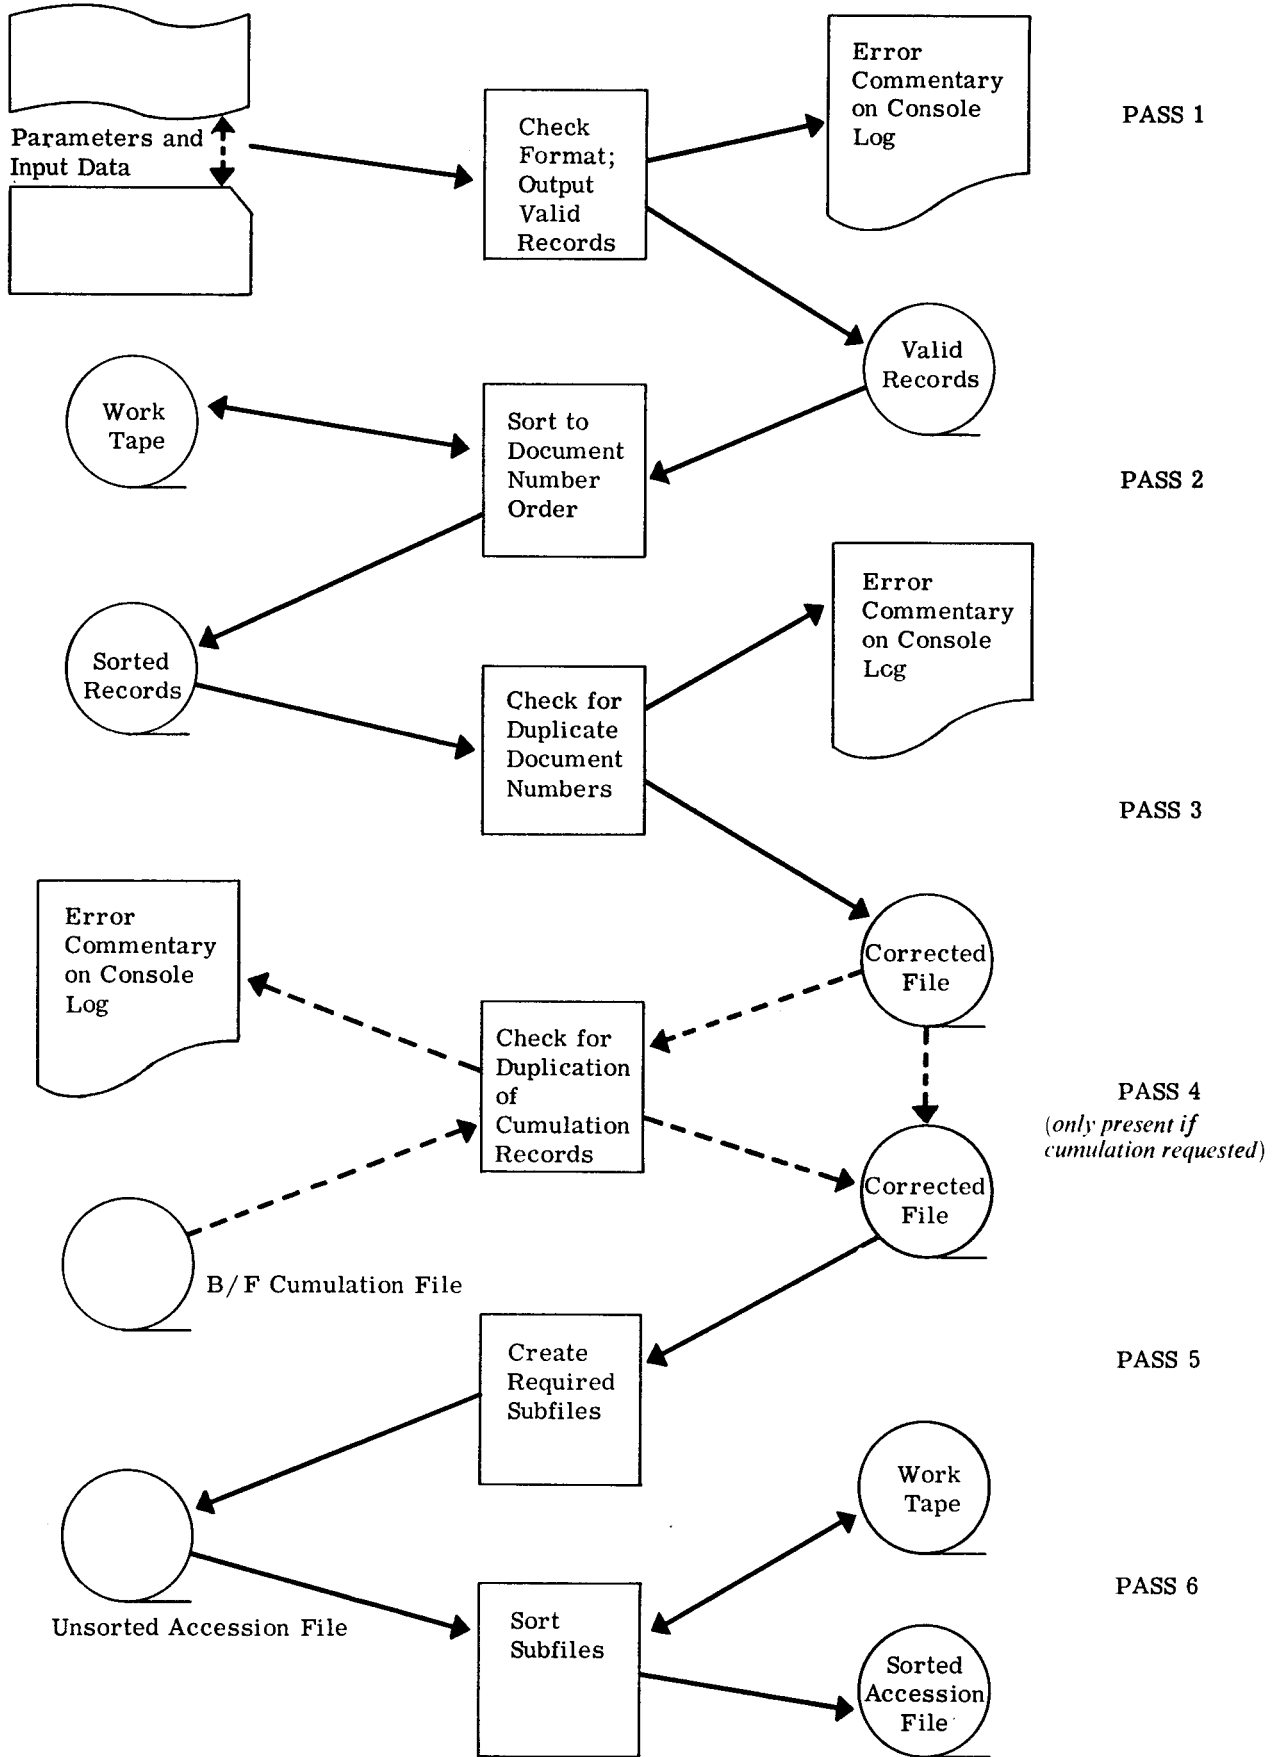 Parameters and
Input Data
Check
Format;
Output
Valid
Records
Error
Commentary
on Console
Log
PASS 1
Valid
Records
Work
Tape
Sort to
Document
Number
Order
PASS 2
Sorted
Records
Check for
Duplicate
Document
Numbers
Error
Commentary
on Console
Log
PASS 3
Corrected
File
Error
Commentary
on Console
Log
Check for
Duplication
of
Cumulation
Records
PASS 4
(only present if
cumulation requested)
Corrected
File
B/F Cumulation File
Create
Required
Subfiles
PASS 5
Unsorted Accession File
Work
Tape
Sort
Subfiles
PASS 6
Sorted
Accession
File